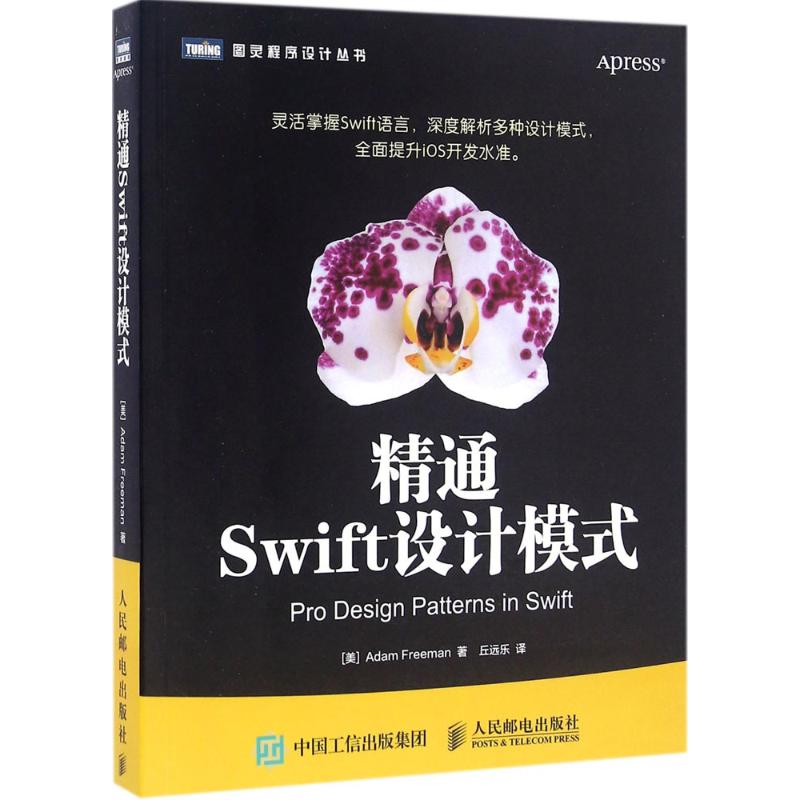 TURING
图灵程序设计丛书
Apress®
灵活掌握Swift语言，深度解析多种设计模式，
全面提升iOS开发水准。
精通
Swift设计模式
Pro Design Patterns in Swift
[美] Adam Freeman 著 丘远乐 译
中国工信出版集团
人民邮电出版社
POSTS & TELECOM PRESS
TURING
Apress®
精通Swift设计模式
[美] Adam Freeman 著
人民邮电出版社